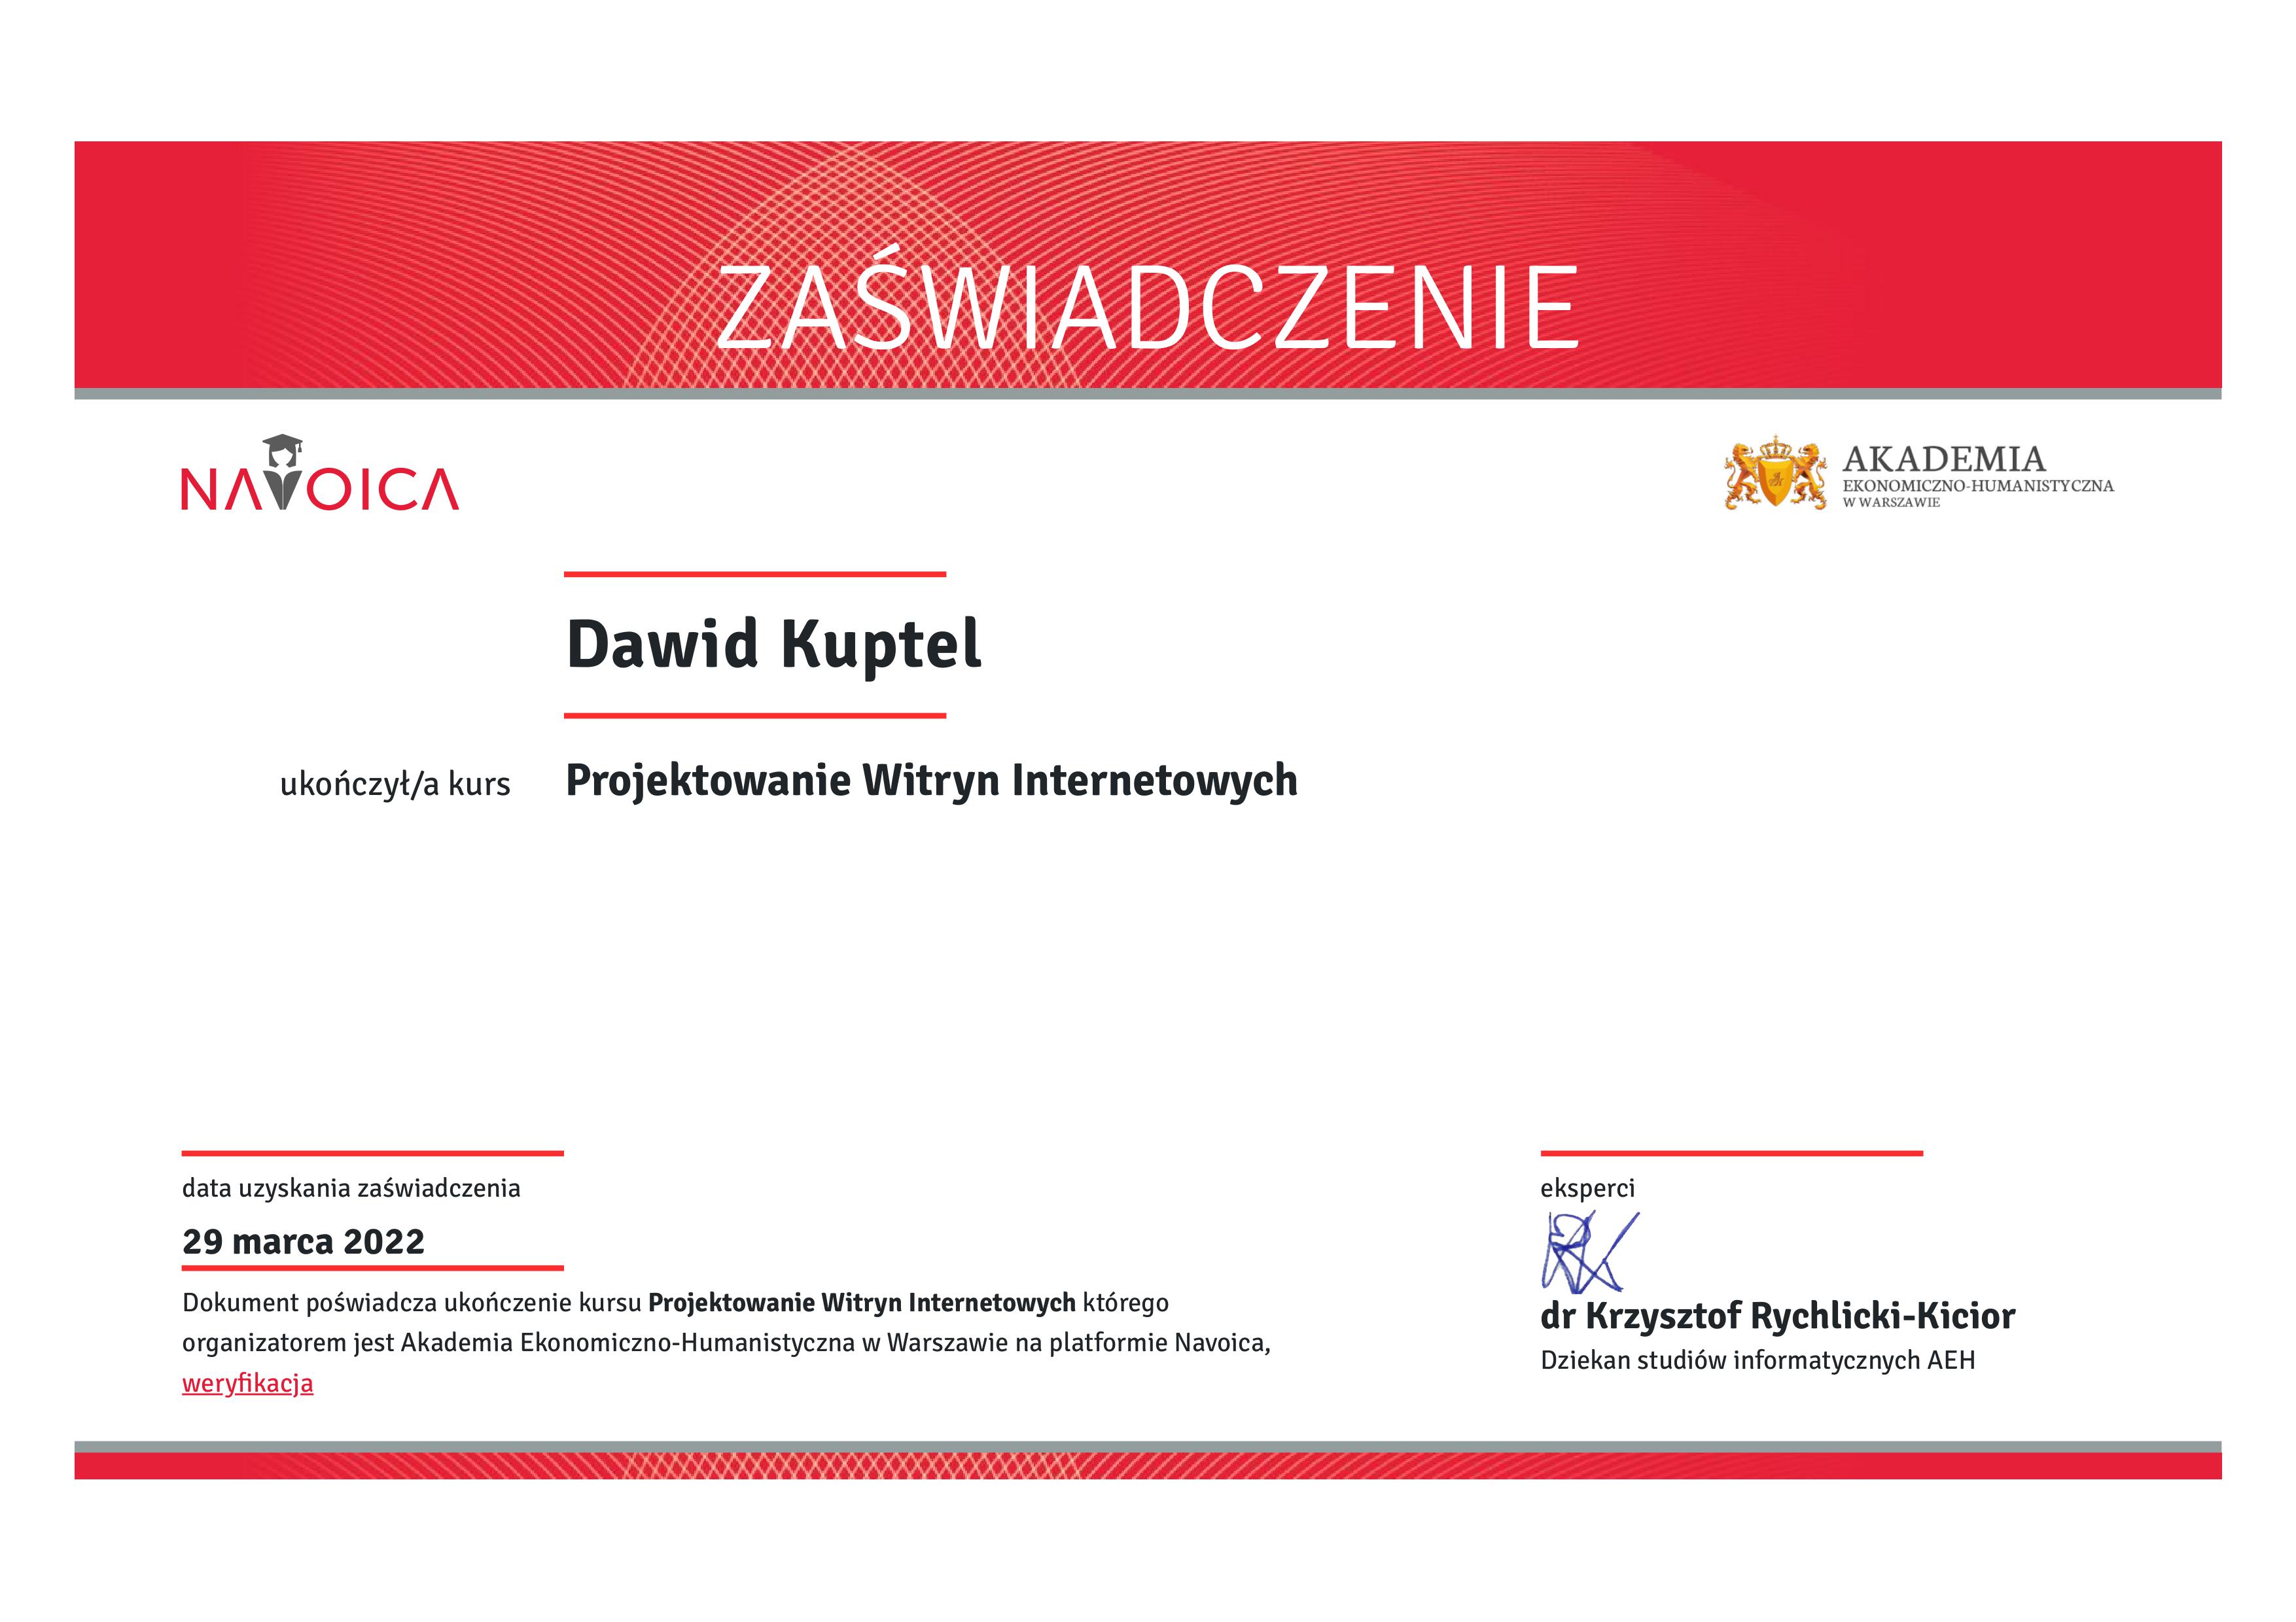 ZAŚWIADCZENIE
NAVOICA
AKADEMIA
EKONOMICZNO-HUMANISTYCZNA
W WARSZAWIE
Dawid Kuptel
ukończył/a kurs Projektowanie Witryn Internetowych
data uzyskania zaświadczenia
29 marca 2022
Dokument poświadcza ukończenie kursu Projektowanie Witryn Internetowych którego
organizatorem jest Akademia Ekonomiczno-Humanistyczna w Warszawie na platformie Navoica,
weryfikacja
eksperci
dr Krzysztof Rychlicki-Kicior
Dziekan studiów informatycznych AEH